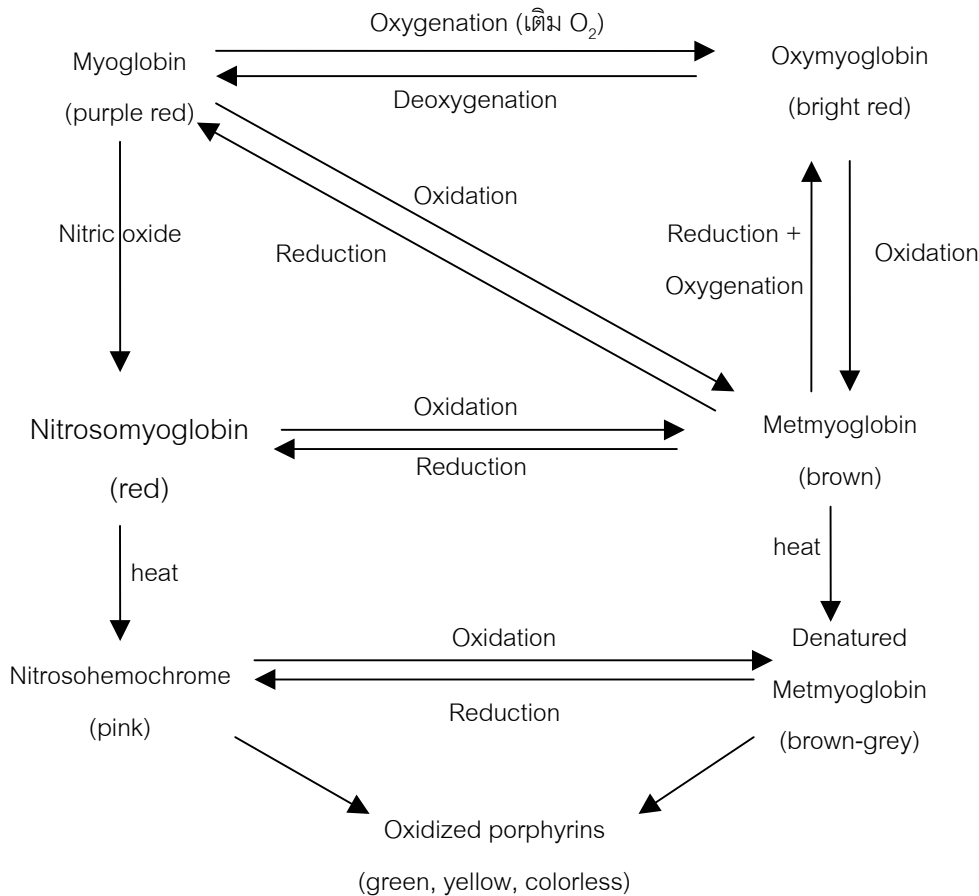 Oxygenation (เติม O₂)
Myoglobin
Oxymyoglobin
Deoxygenation
(purple red)
(bright red)
Oxidation
Nitric oxide
Reduction
Reduction +
Oxygenation
Oxidation
Oxidation
Nitrosomyoglobin
Metmyoglobin
Reduction
(red)
(brown)
heat
heat
Oxidation
Denatured
Nitrosohemochrome
Metmyoglobin
Reduction
(pink)
(brown-grey)
Oxidized porphyrins
(green, yellow, colorless)